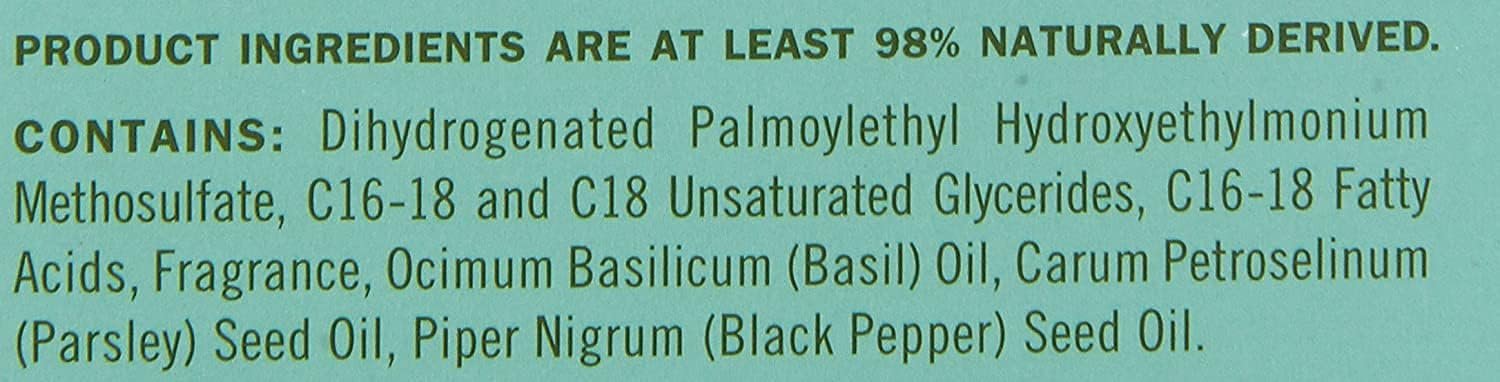 PRODUCT INGREDIENTS ARE AT LEAST 98% NATURALLY DERIVED.
CONTAINS: Dihydrogenated Palmoylethyl Hydroxyethylmonium
Methosulfate, C16-18 and C18 Unsaturated Glycerides, C16-18 Fatty
Acids, Fragrance, Ocimum Basilicum (Basil) Oil, Carum Petroselinum
(Parsley) Seed Oil, Piper Nigrum (Black Pepper) Seed Oil.